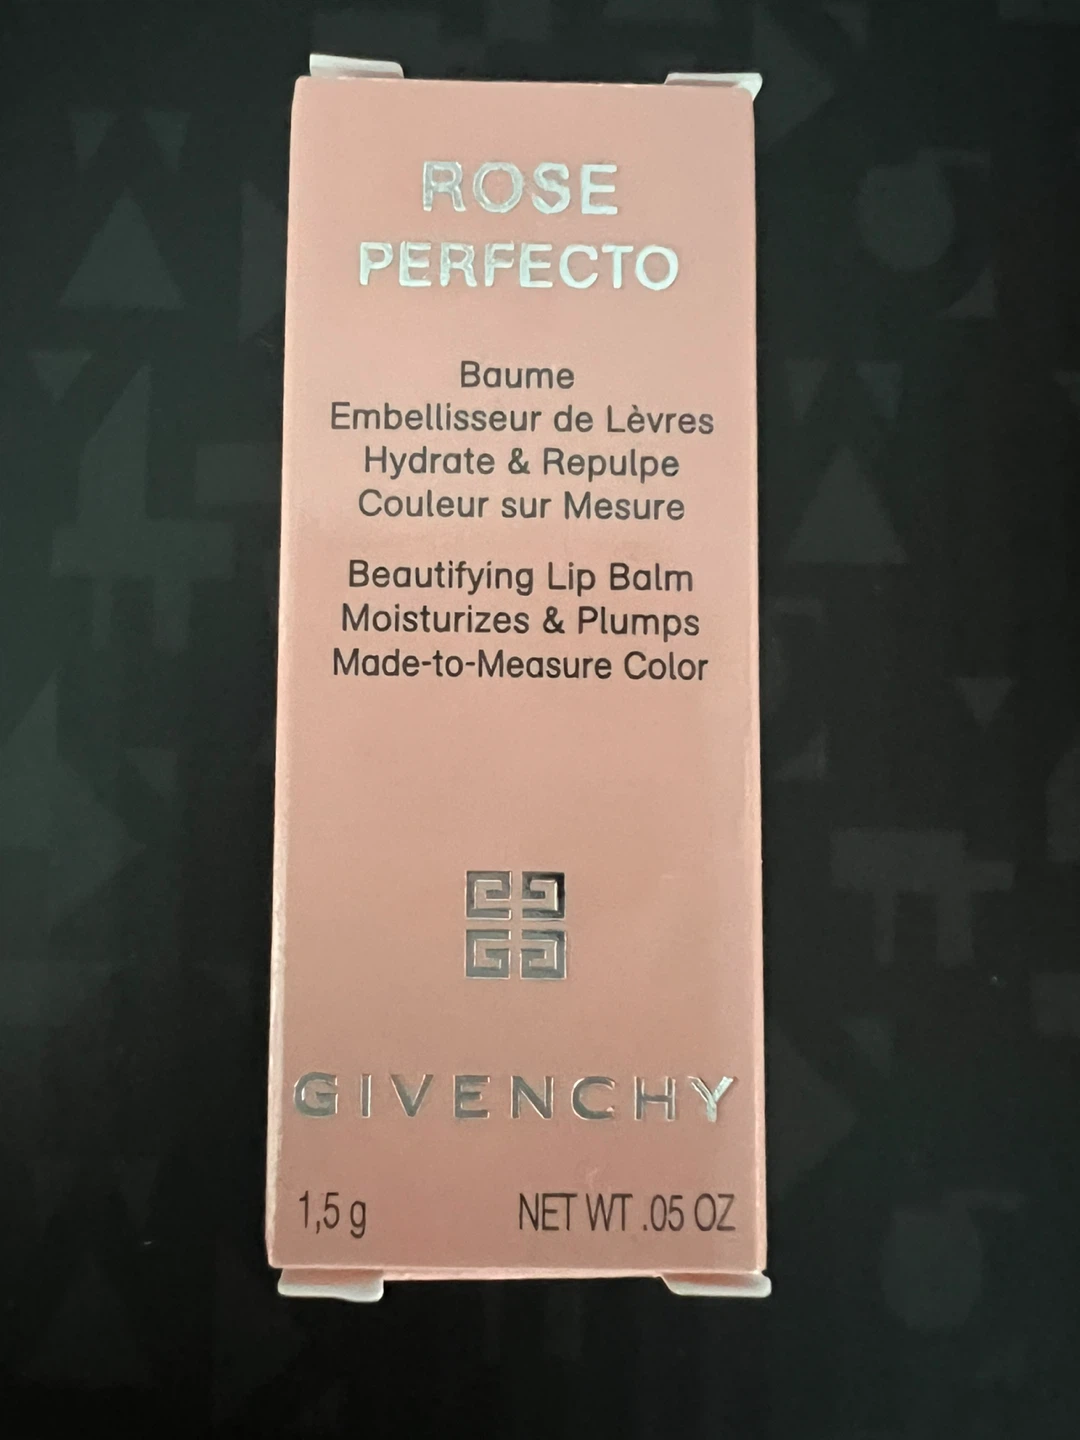 ROSE
PERFECTO
Baume
Embellisseur de Lèvres
Hydrate & Repulpe
Couleur sur Mesure
Beautifying Lip Balm
Moisturizes & Plumps
Made-to-Measure Color
GIVENCHY
1,5 g NET WT .05 OZ